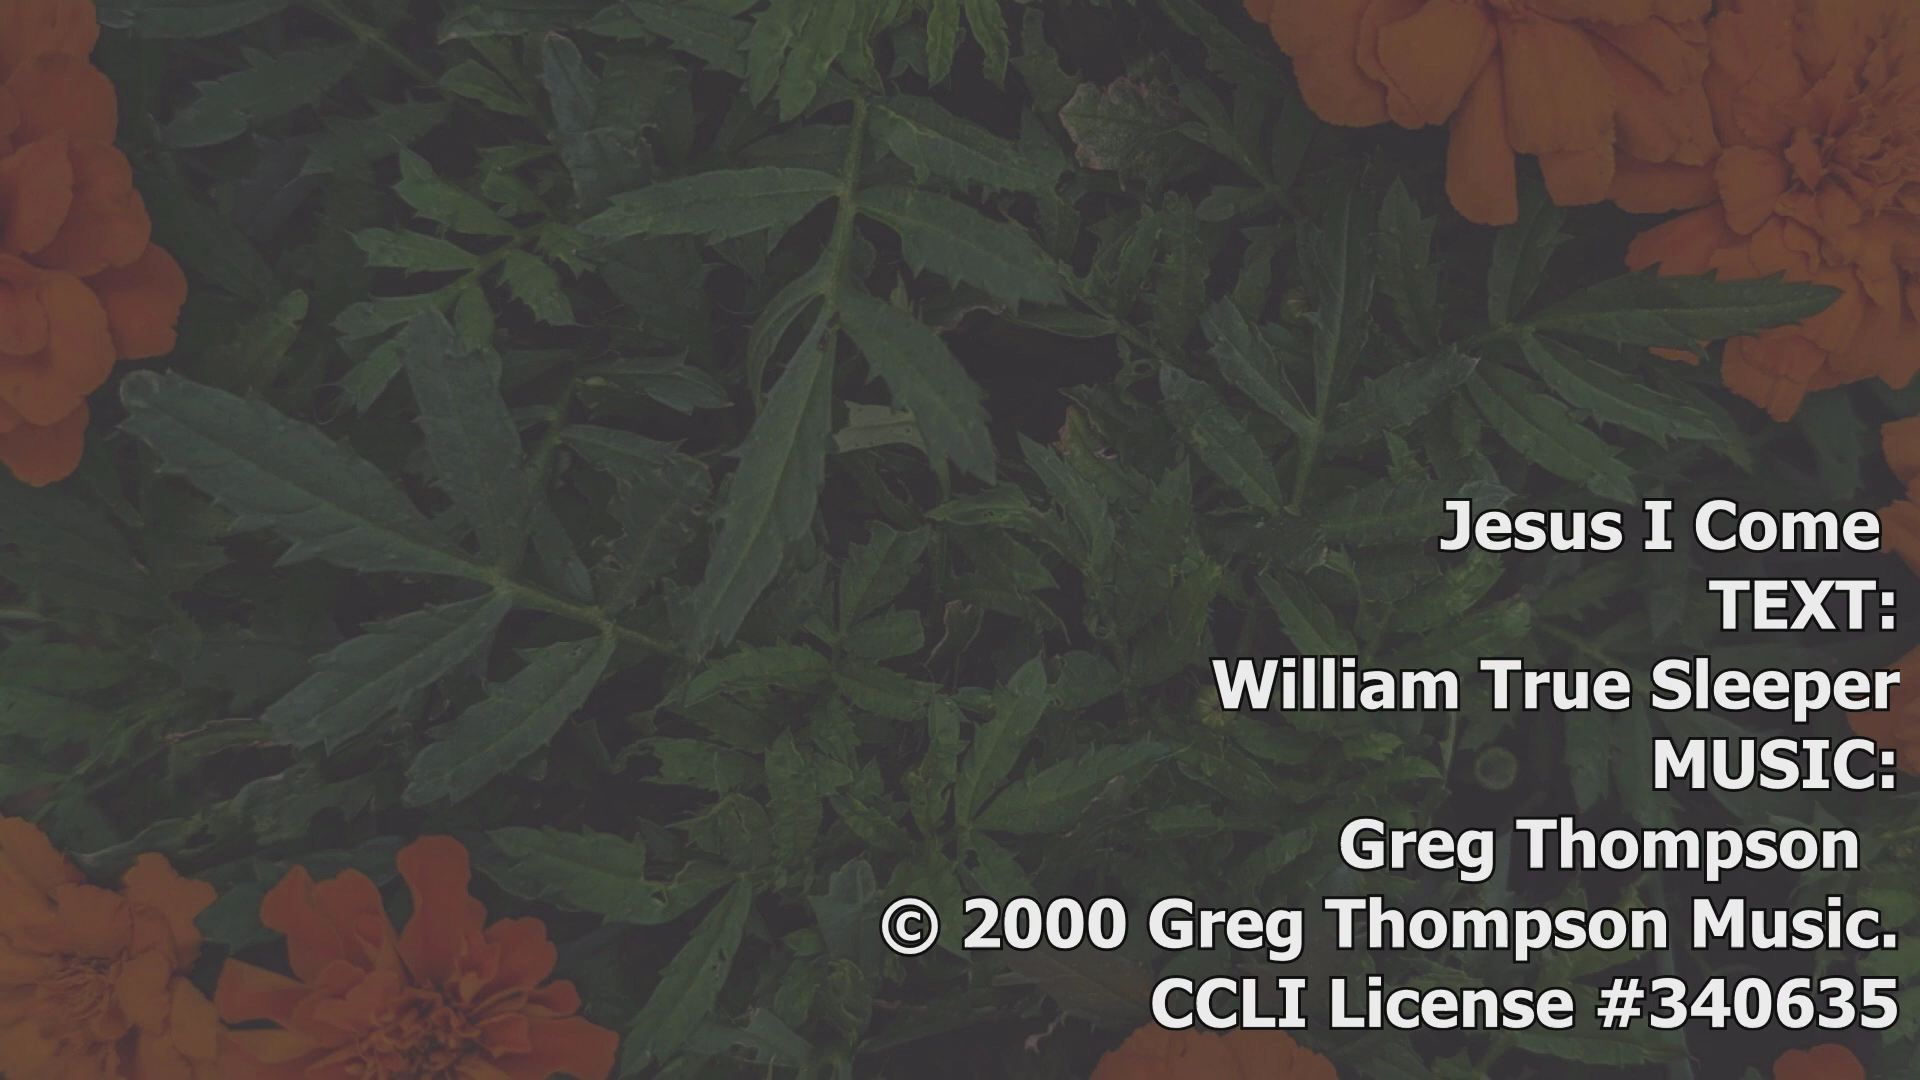 Jesus I Come
TEXT:
William True Sleeper
MUSIC:
Greg Thompson
© 2000 Greg Thompson Music.
CCLI License #340635